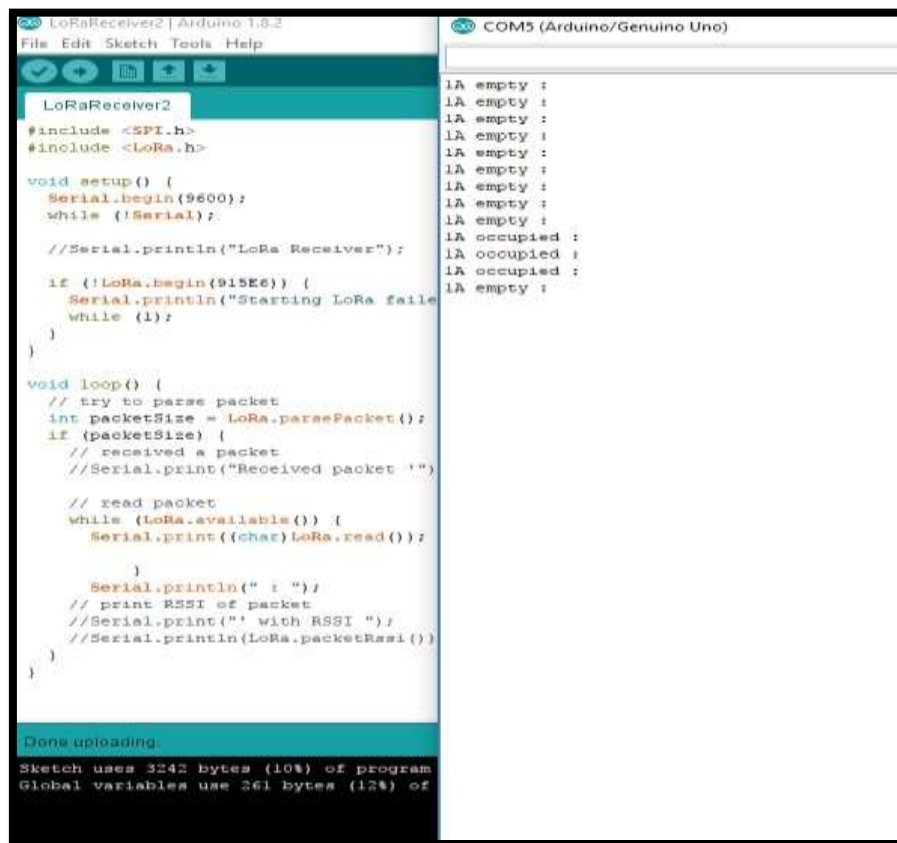 LoRaReceiver2 | Arduino 1.8.2
File Edit Sketch Tools Help
LoRaReceiver2
#include <SPI.h>
#include <LoRa.h>
void setup() {
Serial.begin(9600);
while (!Serial);
//Serial.println("LoRa Receiver");
if (!LoRa.begin(915E6)) {
Serial.println("Starting LoRa faile
while (1);
}
}
void loop() {
// try to parse packet
int packetSize = LoRa.parsePacket();
if (packetSize) {
// received a packet
//Serial.print("Received packet '")
// read packet
while (LoRa.available()) {
Serial.print((char)LoRa.read());
}
Serial.println(" : ");
// print RSSI of packet
//Serial.print("' with RSSI ");
//Serial.println(LoRa.packetRssi())
}
}
Done uploading.
Sketch uses 3242 bytes (10%) of program
Global variables use 261 bytes (12%) of
COM5 (Arduino/Genuino Uno)
1A empty :
1A empty :
1A empty :
1A empty :
1A empty :
1A empty :
1A empty :
1A empty :
1A empty :
1A occupied :
1A occupied :
1A occupied :
1A empty :